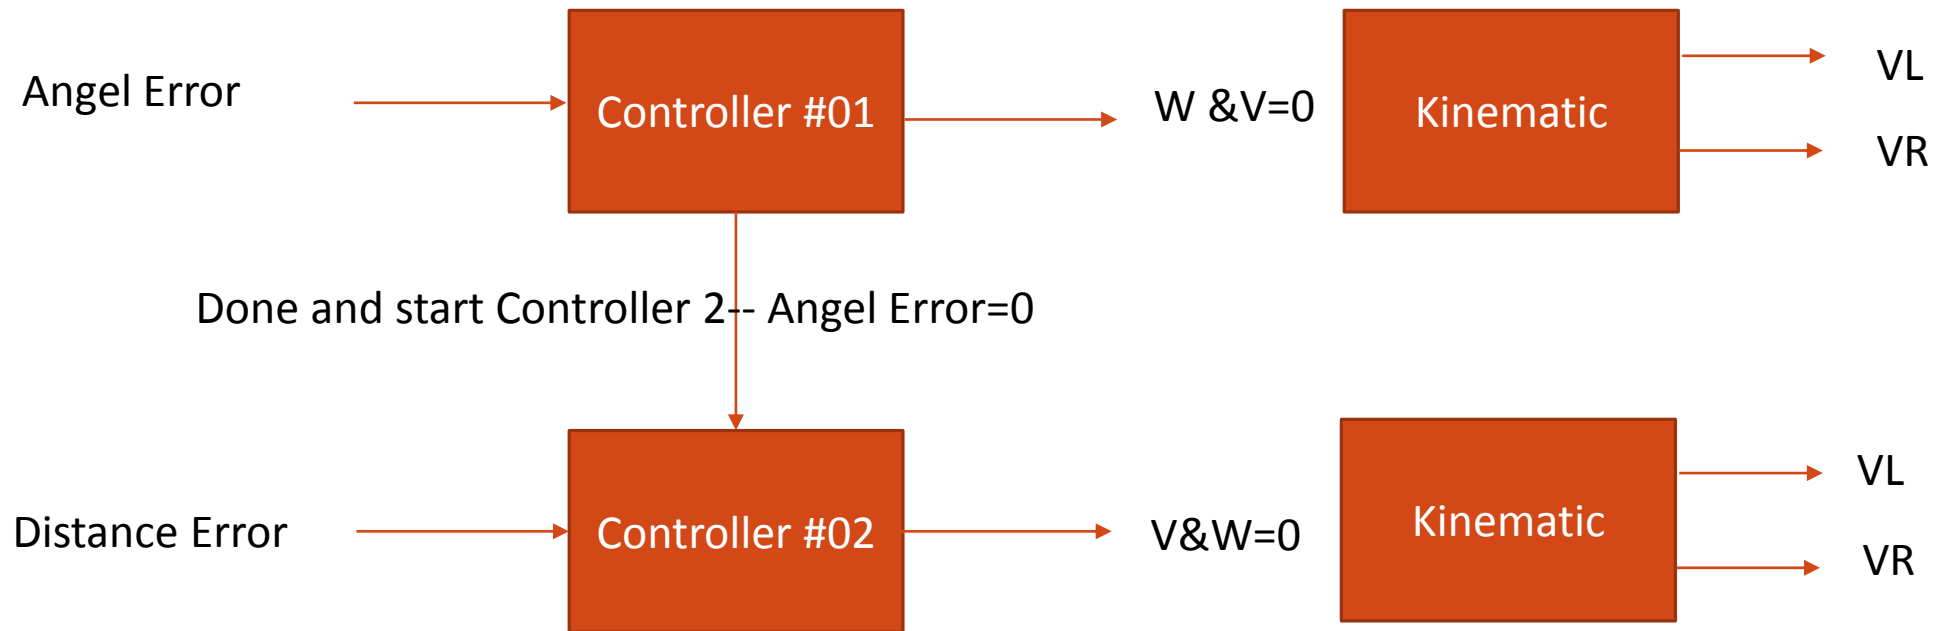 Angel Error
Controller #01
W &V=0
Kinematic
VL
VR
Done and start Controller 2-- Angel Error=0
Distance Error
Controller #02
V&W=0
Kinematic
VL
VR